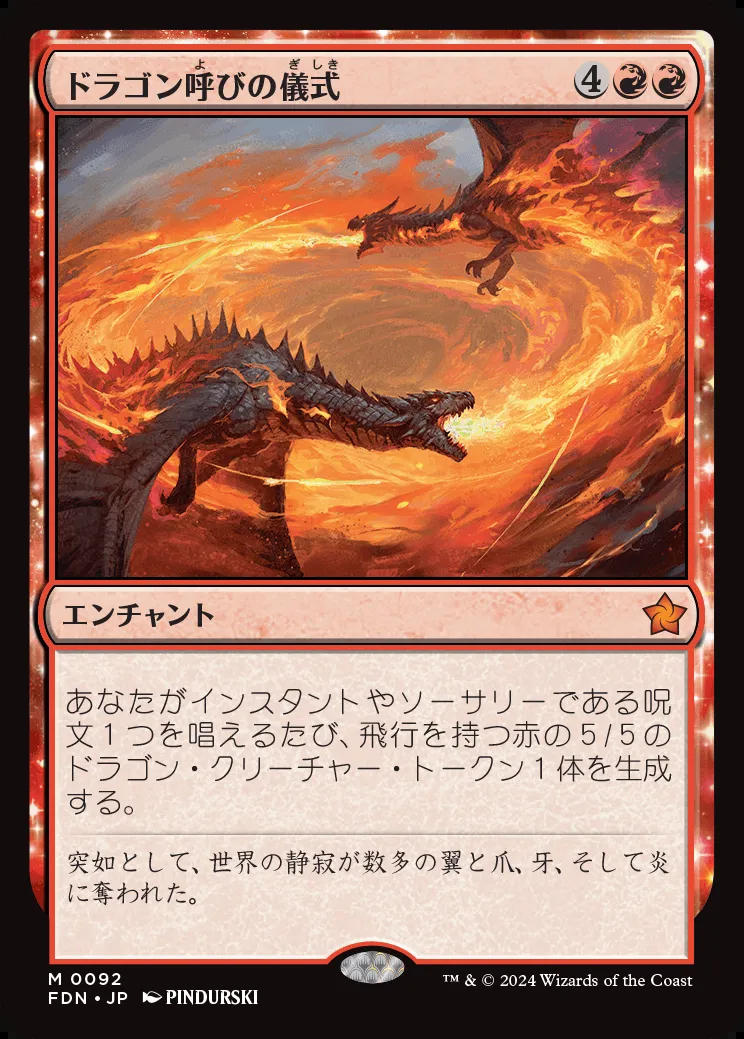 ドラゴン呼びの儀式 4
よ ぎしき
エンチャント
あなたがインスタントやソーサリーである呪
文1つを唱えるたび、飛行を持つ赤の5/5の
ドラゴン・クリーチャー・トークン1体を生成
する。
突如として、世界の静寂が数多の翼と爪、牙、そして炎
に奪われた。
M 0092
FDN • JP PINDURSKI
™ & © 2024 Wizards of the Coast